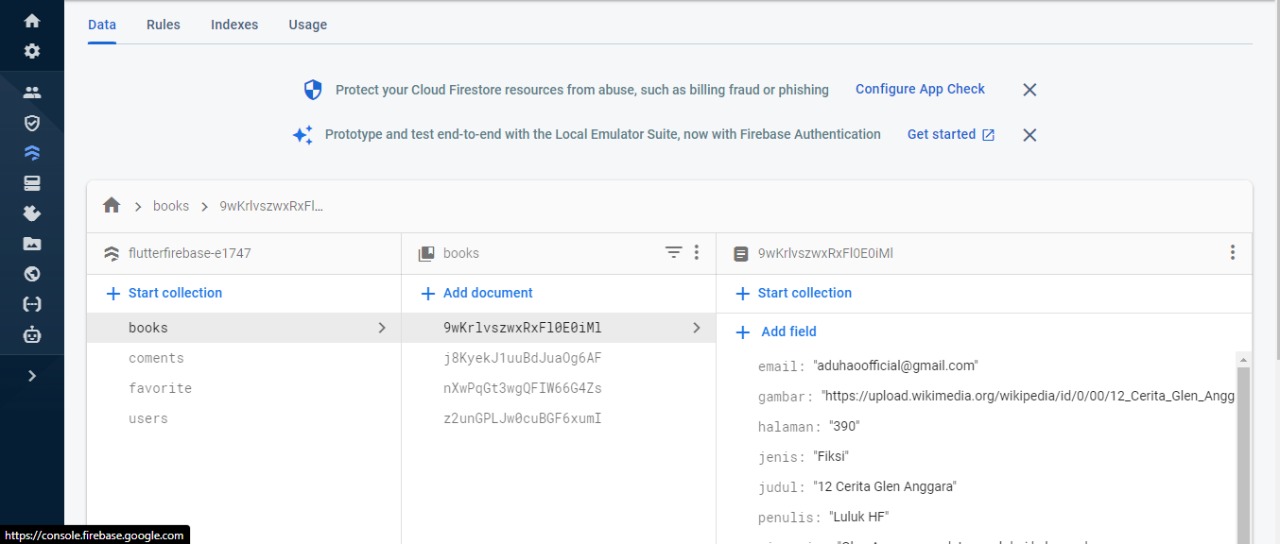 Data Rules Indexes Usage
Protect your Cloud Firestore resources from abuse, such as billing fraud or phishing Configure App Check
Prototype and test end-to-end with the Local Emulator Suite, now with Firebase Authentication Get started
books 9wKrlvszwxRxFl...
flutterfirebase-e1747 books 9wKrlvszwxRxFl0E0iMl
Start collection Add document Start collection
books 9wKrlvszwxRxFl0E0iMl Add field
coments j8KyekJ1uuBdJuaOg6AF email: "aduhaoofficial@gmail.com"
favorite nXwPqGt3wgQFIW66G4Zs gambar: "https://upload.wikimedia.org/wikipedia/id/0/00/12_Cerita_Glen_Angg
users z2unGPLJw0cuBGF6xumI halaman: "390"
jenis: "Fiksi"
judul: "12 Cerita Glen Anggara"
penulis: "Luluk HF"
https://console.firebase.google.com